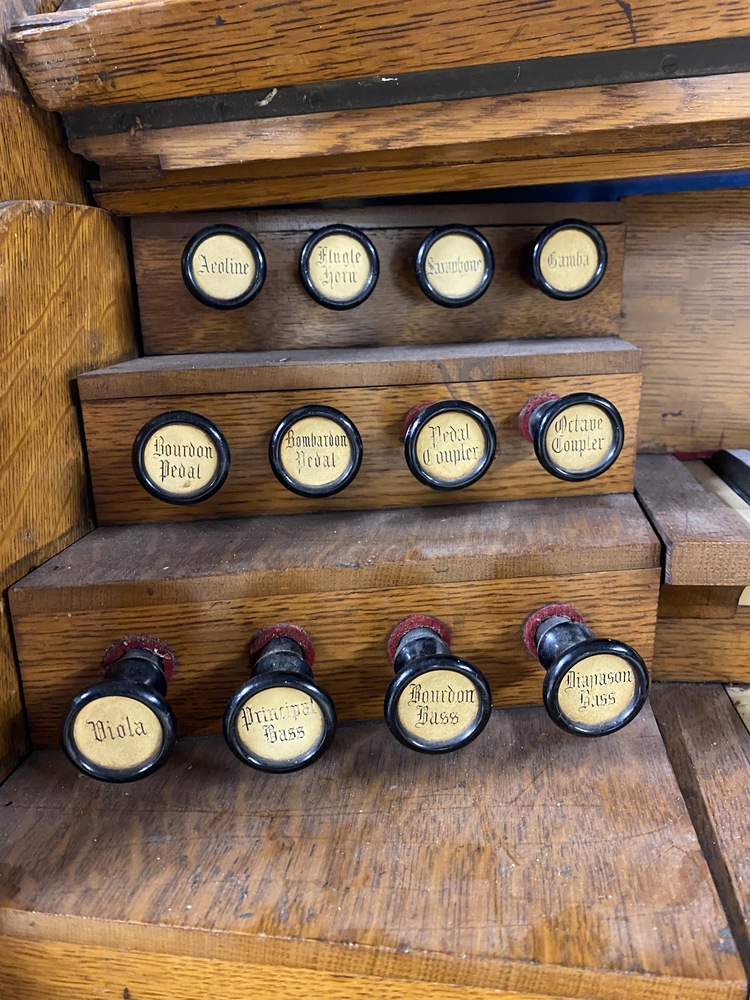 Aeoline
Flugle
Horn
Saxaphone
Gamba
Bourdon
Pedal
Bombardon
Pedal
Pedal
Coupler
Octave
Coupler
Viola
Principal
Bass
Bourdon
Bass
Diapason
Bass